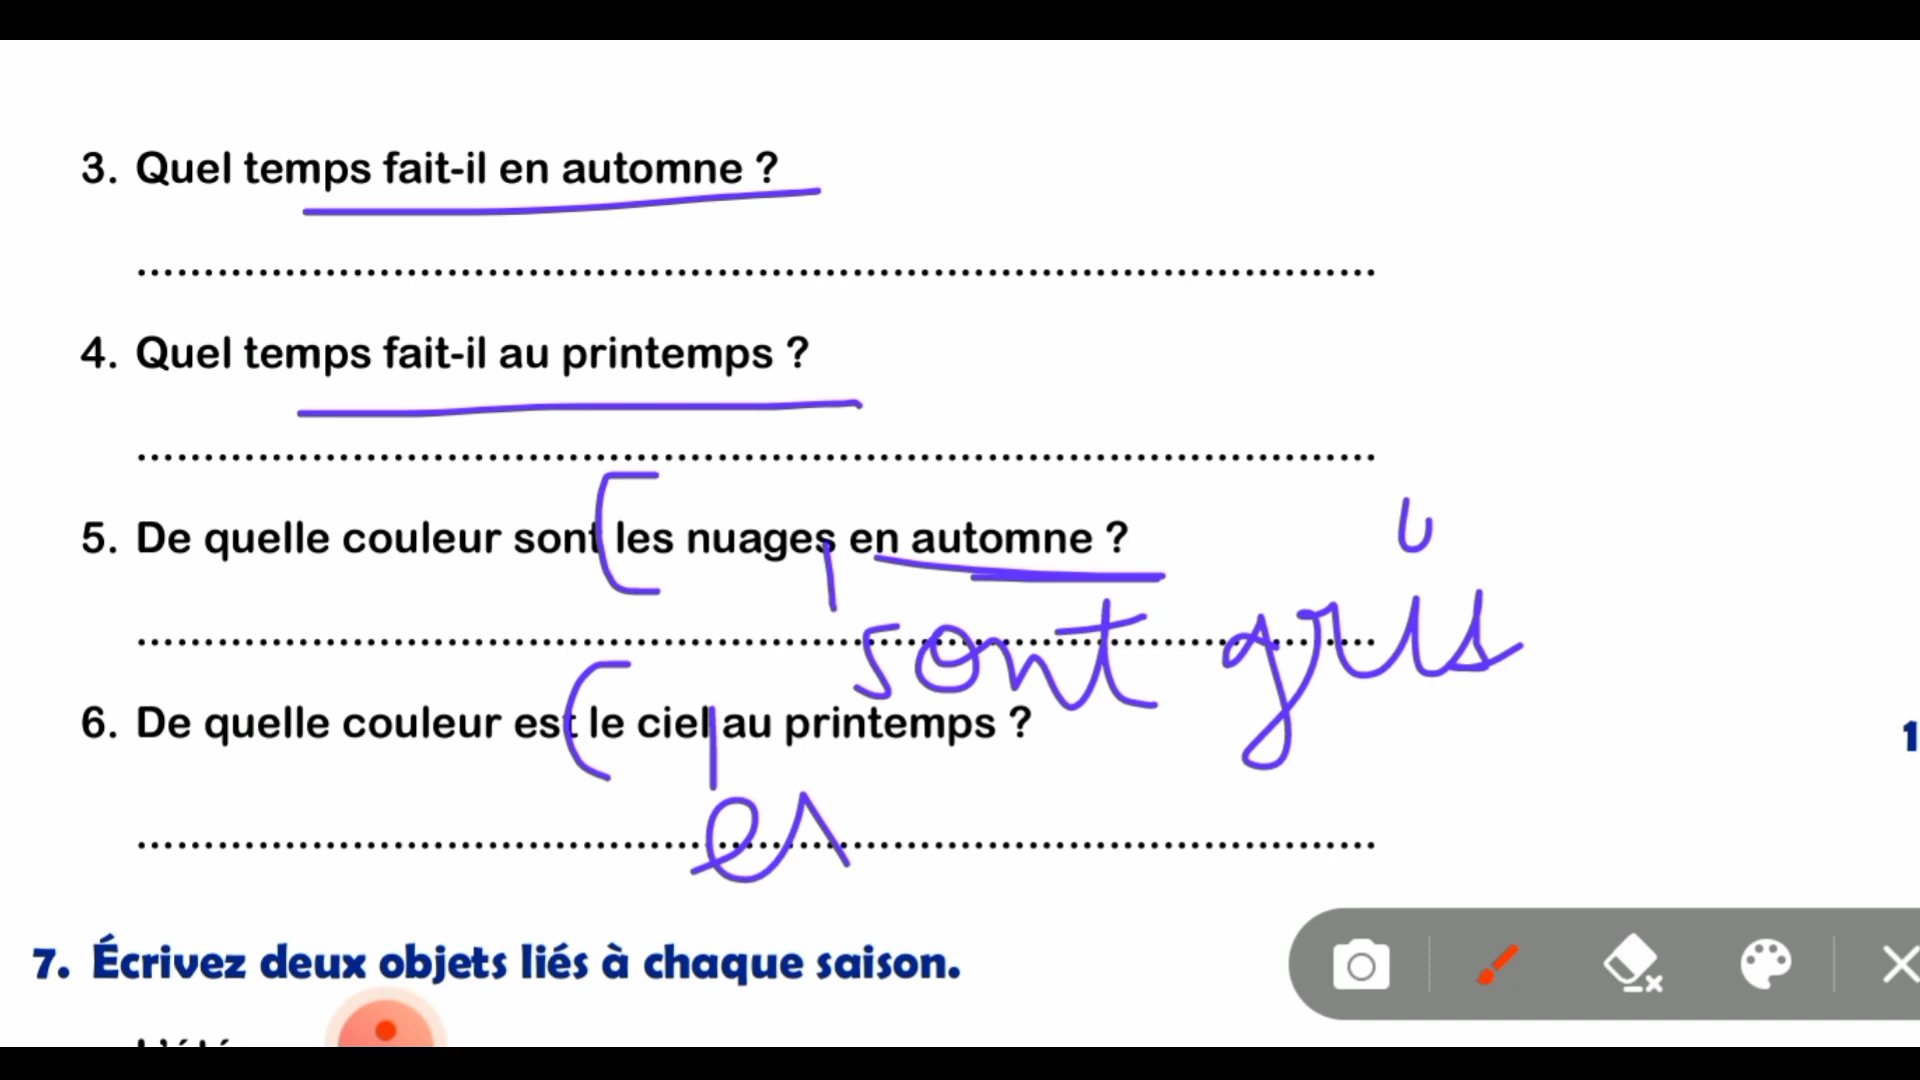 3. Quel temps fait-il en automne ?
4. Quel temps fait-il au printemps ?
5. De quelle couleur sont les nuages en automne ?
sont gris
6. De quelle couleur est le ciel au printemps ?
1
7. Écrivez deux objets liés à chaque saison.